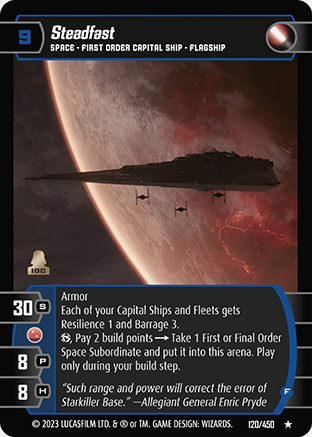 9
Steadfast
SPACE - FIRST ORDER CAPITAL SHIP - FLAGSHIP
IDC
30 S
8 P
8 H
Armor
Each of your Capital Ships and Fleets gets
Resilience 1 and Barrage 3.
, Pay 2 build points → Take 1 First or Final Order
Space Subordinate and put it into this arena. Play
only during your build step.
“Such range and power will correct the error of
Starkiller Base.” —Allegiant General Enric Pryde
F
© 2023 LUCASFILM LTD. & ® or TM. GAME DESIGN: WIZARDS. 120/450 ★